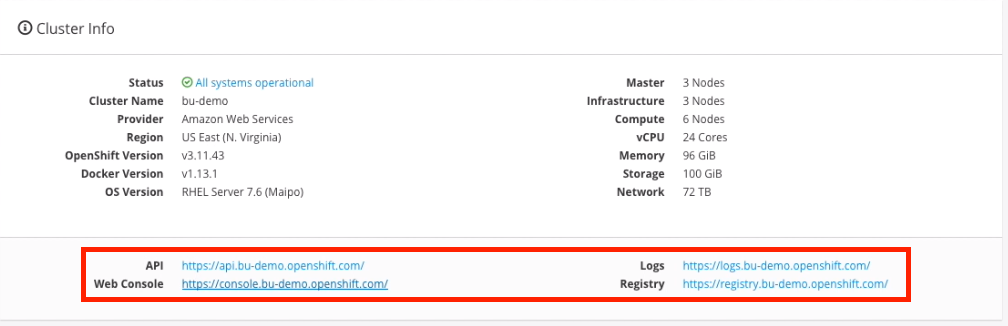 Cluster Info
Status All systems operational
Cluster Name bu-demo
Provider Amazon Web Services
Region US East (N. Virginia)
OpenShift Version v3.11.43
Docker Version v1.13.1
OS Version RHEL Server 7.6 (Maipo)
Master 3 Nodes
Infrastructure 3 Nodes
Compute 6 Nodes
vCPU 24 Cores
Memory 96 GiB
Storage 100 GiB
Network 72 TB
API https://api.bu-demo.openshift.com/
Web Console https://console.bu-demo.openshift.com/
Logs https://logs.bu-demo.openshift.com/
Registry https://registry.bu-demo.openshift.com/